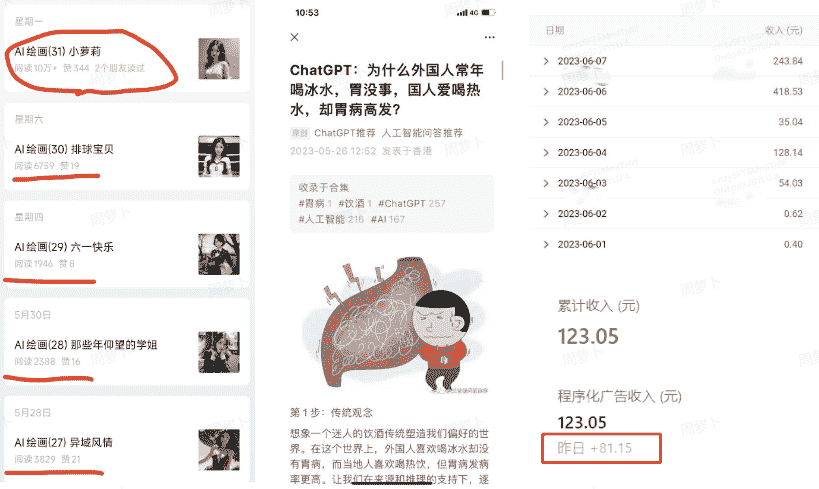 星期一
AI绘画(31) 小萝莉
阅读10万+ 赞344 2个朋友读过
星期六
AI绘画(30) 排球宝贝
阅读6759 赞19
星期四
AI绘画(29) 六一快乐
阅读1946 赞8
5月30日
AI绘画(28) 那些年仰望的学姐
阅读2388 赞16
5月28日
AI绘画(27) 异域风情
阅读3829 赞21
10:53
4G
ChatGPT：为什么外国人常年
喝冰水，胃没事，国人爱喝热
水，却胃病高发？
原创 ChatGPT推荐 人工智能问答推荐
2023-05-26 12:52 发表于香港
收录于合集
#胃病 1 #饮酒 1 #ChatGPT 257
#人工智能 216 #AI 167
第1步：传统观念
想象一个迷人的饮酒传统塑造我们偏好的世
界。在这个世界上，外国人喜欢喝冰水却没
有胃病，而当地人喜欢喝热饮，但胃病发病
率更高。让我们在来源和推理的支持下，逐
日期 收入 (元)
2023-06-07 243.84
2023-06-06 418.53
2023-06-05 35.04
2023-06-04 128.14
2023-06-03 54.03
2023-06-02 0.62
2023-06-01 0.40
累计收入 (元)
123.05
程序化广告收入 (元)
123.05
昨日 +81.15
周萝卜